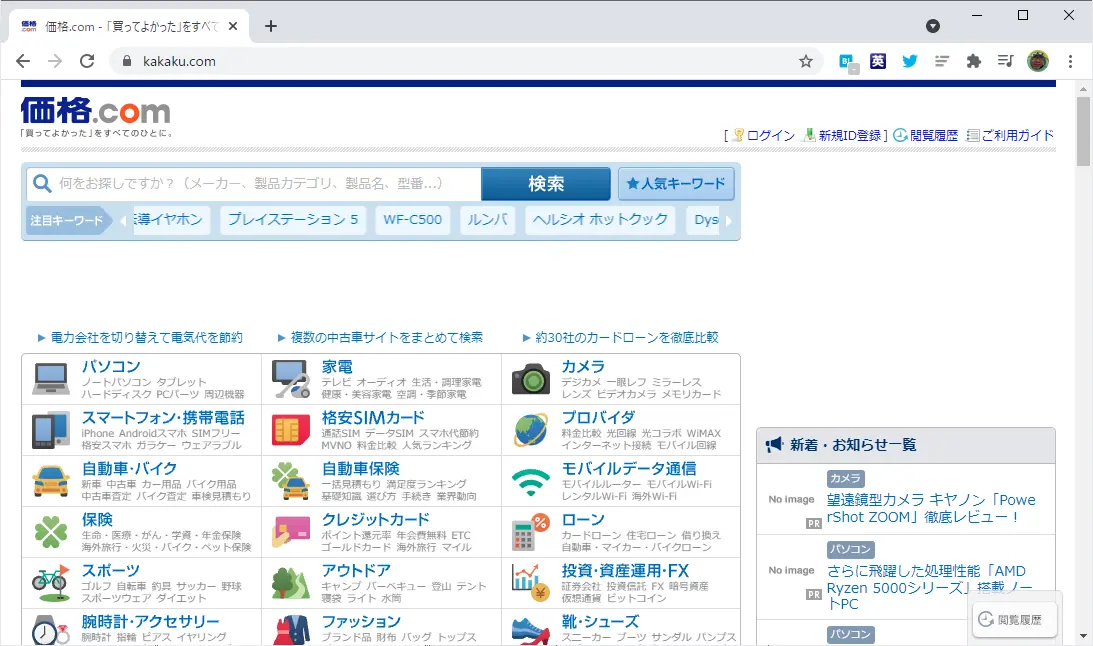 価格.com - 「買ってよかった」をすべて
kakaku.com
英
価格.com
「買ってよかった」をすべてのひとに。
[ ログイン 新規ID登録 ] 閲覧履歴 ご利用ガイド
何をお探しですか？（メーカー、製品カテゴリ、製品名、型番…）
検索
★人気キーワード
注目キーワード
導イヤホン プレイステーション 5 WF-C500 ルンバ ヘルシオ ホットクック Dys
電力会社を切り替えて電気代を節約 複数の中古車サイトをまとめて検索 約30社のカードローンを徹底比較
パソコン
ノートパソコン タブレット
ハードディスク PCパーツ 周辺機器
家電
テレビ オーディオ 生活・調理家電
健康・美容家電 空調・季節家電
カメラ
デジカメ 一眼レフ ミラーレス
レンズ ビデオカメラ メモリカード
スマートフォン・携帯電話
iPhone Androidスマホ SIMフリー
格安スマホ ガラケー ウェアラブル
格安SIMカード
通話SIM データSIM スマホ代節約
MVNO 料金比較 人気ランキング
プロバイダ
料金比較 光回線 光コラボ WiMAX
インターネット接続 モバイル回線
自動車・バイク
新車 中古車 カー用品 バイク用品
中古車査定 バイク査定 車検見積もり
自動車保険
一括見積もり 満足度ランキング
基礎知識 選び方 手続き 業界動向
モバイルデータ通信
モバイルルーター モバイルWi-Fi
レンタルWi-Fi 海外Wi-Fi
保険
生命・医療・がん・学資・年金保険
海外旅行・火災・バイク・ペット保険
クレジットカード
ポイント還元率 年会費無料 ETC
ゴールドカード 海外旅行 マイル
ローン
カードローン 住宅ローン 借り換え
自動車・マイカー・バイクローン
スポーツ
ゴルフ 自転車 釣具 サッカー 野球
スポーツウェア ダイエット
アウトドア
キャンプ バーベキュー 登山 テント
寝袋 ライト 水筒
投資・資産運用・FX
証券会社 投資信託 FX 暗号資産
仮想通貨 ビットコイン
腕時計・アクセサリー
腕時計 指輪 ピアス イヤリング
ファッション
ブランド品 財布 バッグ トップス
靴・シューズ
スニーカー ブーツ サンダル パンプス
新着・お知らせ一覧
No image
PR
カメラ
望遠鏡型カメラ キヤノン「Powe
rShot ZOOM」徹底レビュー！
No image
PR
パソコン
さらに飛躍した処理性能「AMD
Ryzen 5000シリーズ」搭載ノー
トPC
パソコン
閲覧履歴